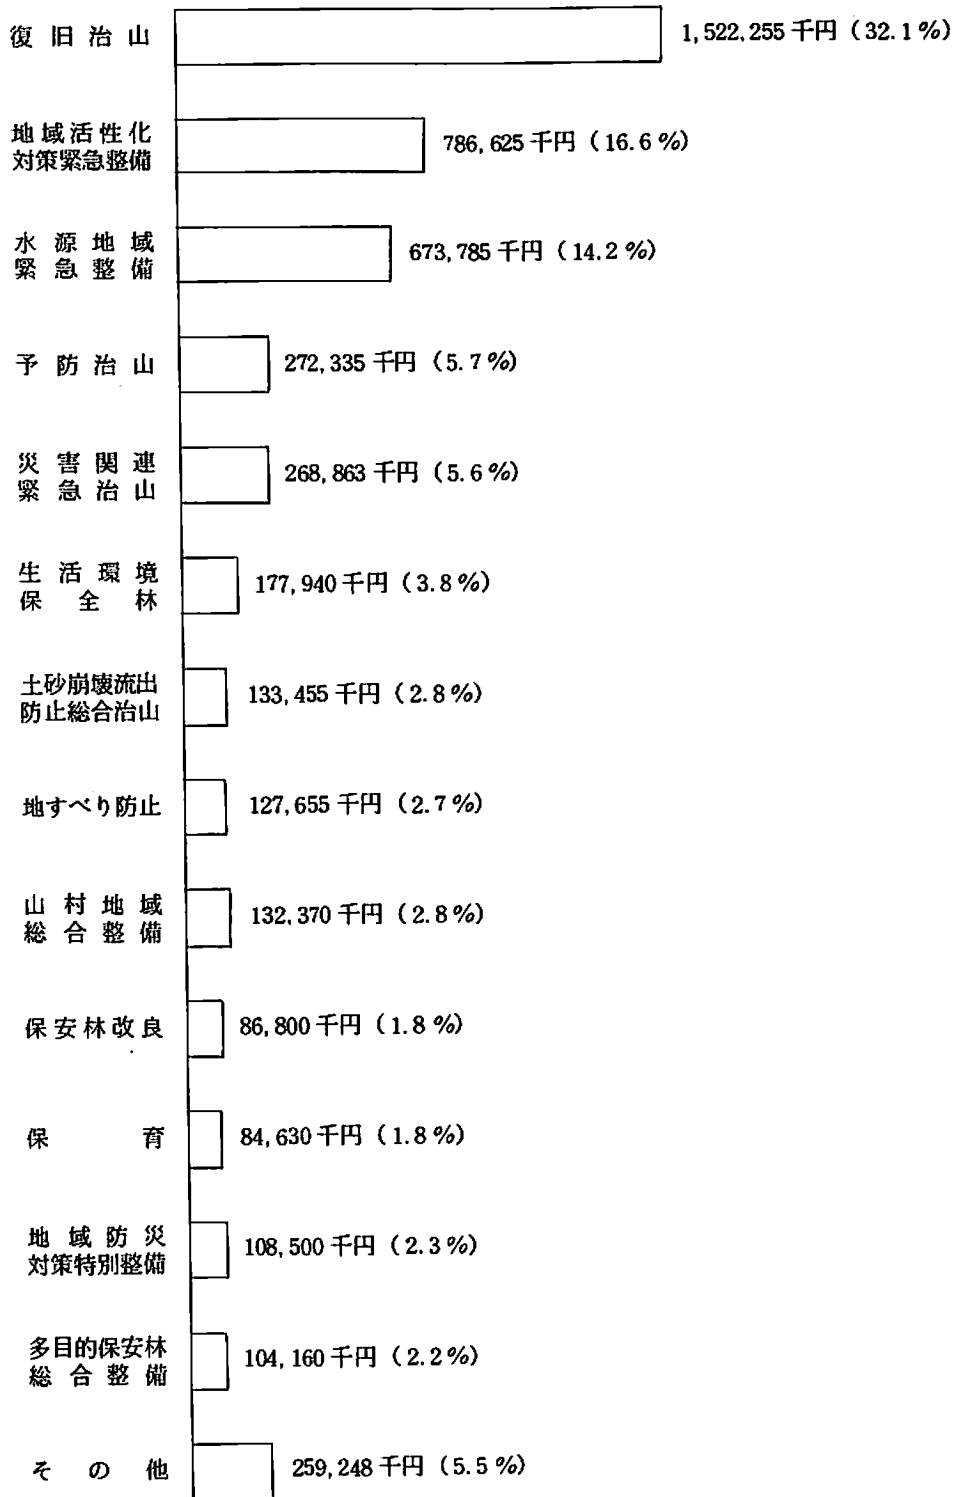 復旧治山 1,522,255千円(32.1%)
地域活性化
対策緊急整備 786,625千円(16.6%)
水源地域
緊急整備 673,785千円(14.2%)
予防治山 272,335千円(5.7%)
災害関連
緊急治山 268,863千円(5.6%)
生活環境
保全林 177,940千円(3.8%)
土砂崩壊流出
防止総合治山 133,455千円(2.8%)
地すべり防止 127,655千円(2.7%)
山村地域
総合整備 132,370千円(2.8%)
保安林改良 86,800千円(1.8%)
保育 84,630千円(1.8%)
地域防災
対策特別整備 108,500千円(2.3%)
多目的保安林
総合整備 104,160千円(2.2%)
その他 259,248千円(5.5%)